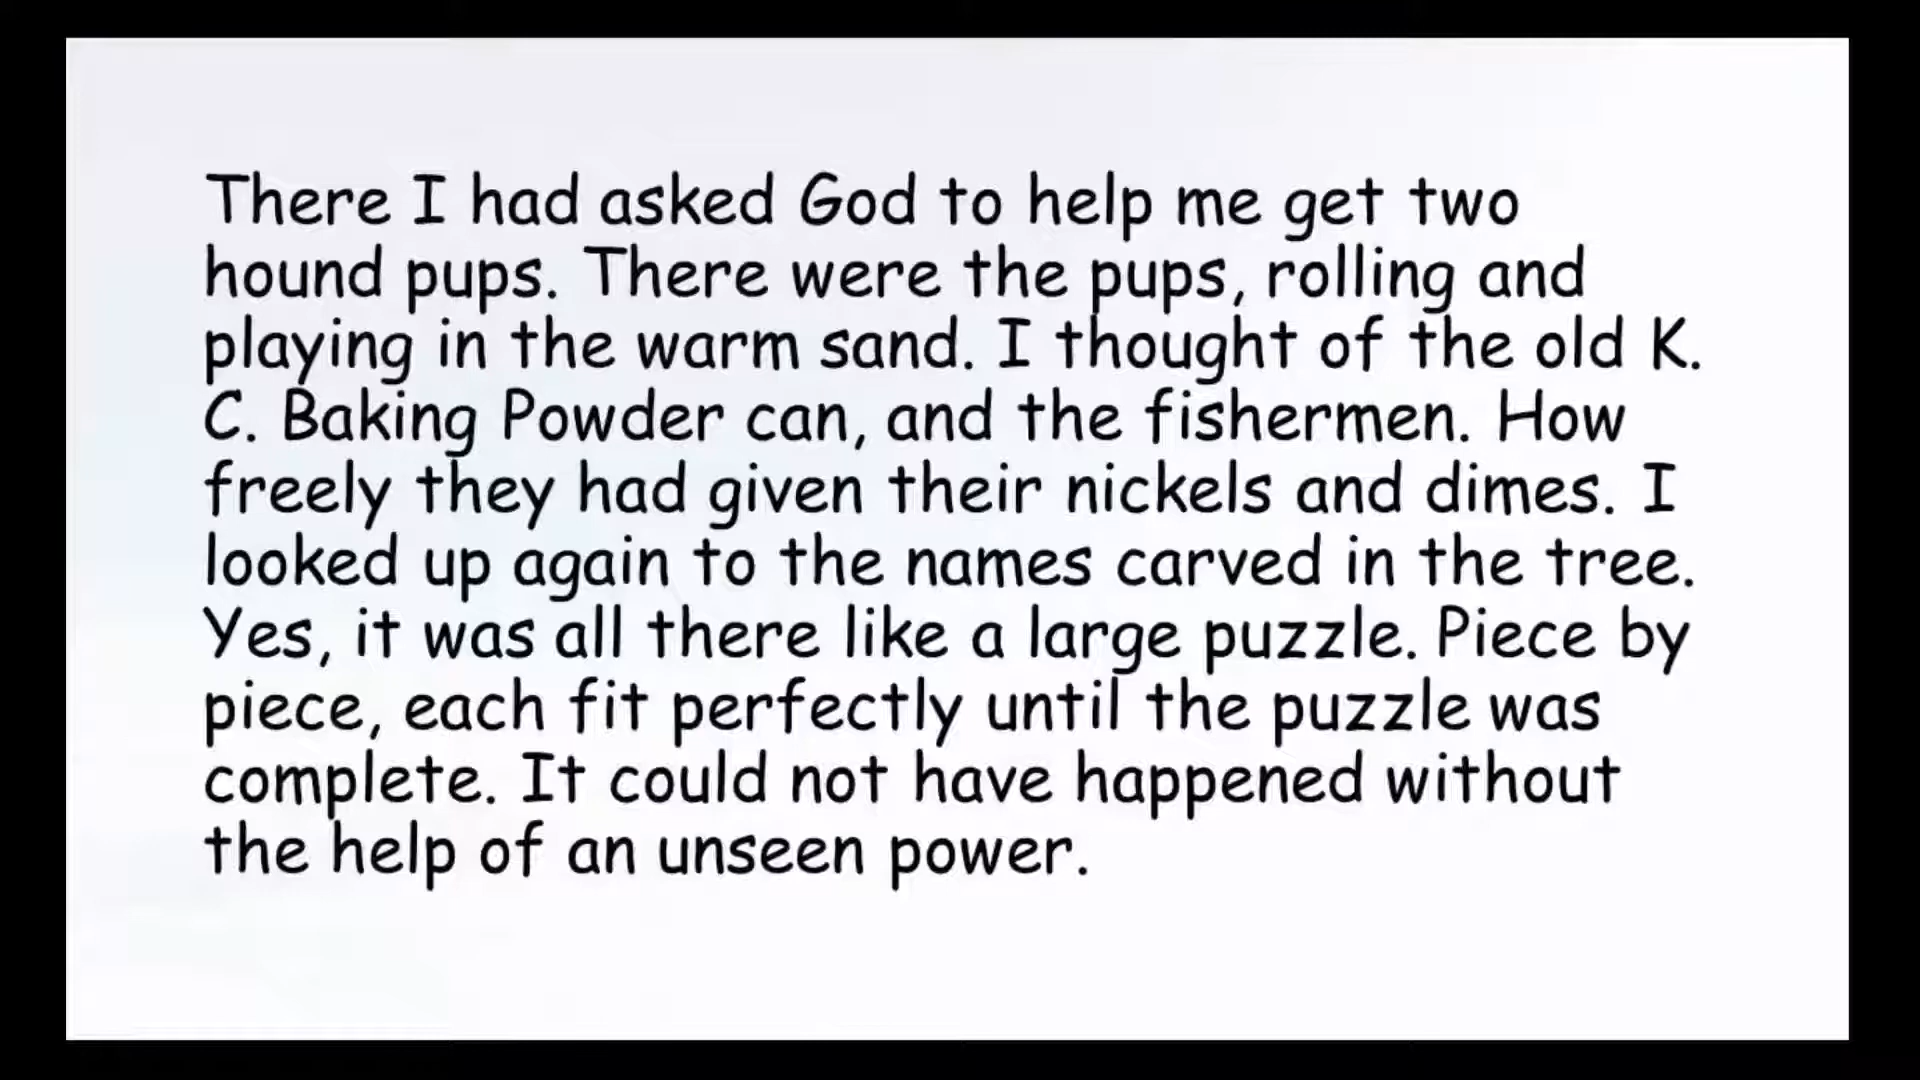 There I had asked God to help me get two
hound pups. There were the pups, rolling and
playing in the warm sand. I thought of the old K.
C. Baking Powder can, and the fishermen. How
freely they had given their nickels and dimes. I
looked up again to the names carved in the tree.
Yes, it was all there like a large puzzle. Piece by
piece, each fit perfectly until the puzzle was
complete. It could not have happened without
the help of an unseen power.